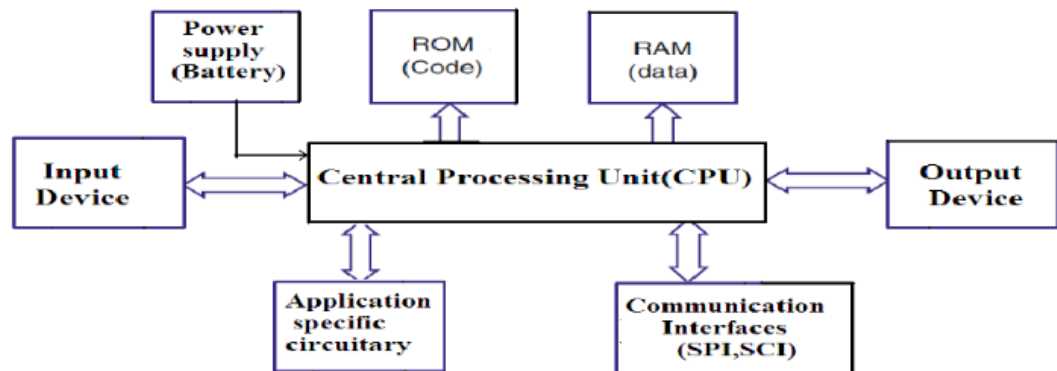 Power
supply
(Battery)
ROM
(Code)
RAM
(data)
Input
Device
Central Processing Unit(CPU)
Output
Device
Application
specific
circuitary
Communication
Interfaces
(SPI,SCI)